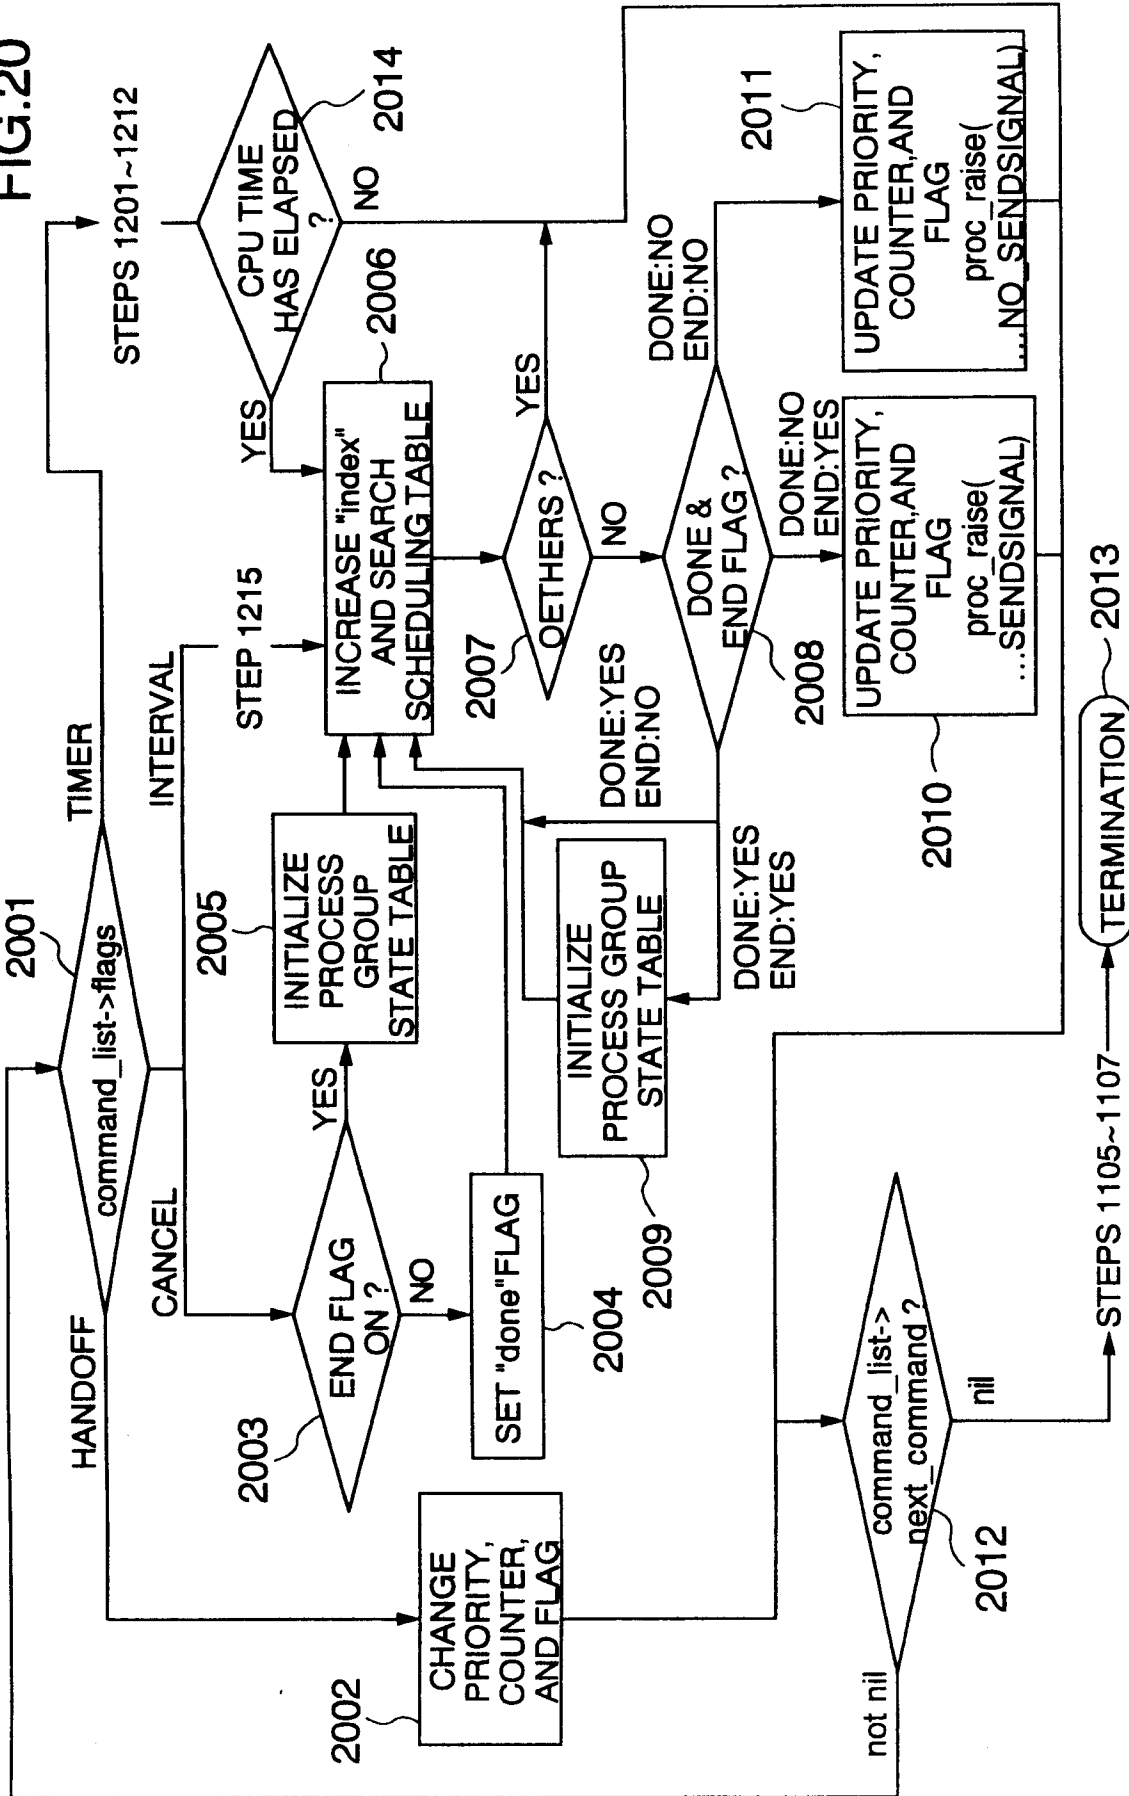 FIG.20
2001
command_list->flags
HANDOFF
CANCEL
INTERVAL
TIMER
STEPS 1201~1212
CPU TIME
HAS ELAPSED
?
2014
YES
NO
STEP 1215
2003
END FLAG
ON ?
YES
NO
2005
INITIALIZE
PROCESS
GROUP
STATE TABLE
2006
INCREASE "index"
AND SEARCH
SCHEDULING TABLE
SET "done"FLAG
2004
2007
OETHERS ?
YES
NO
2002
CHANGE
PRIORITY,
COUNTER,
AND FLAG
2009
INITIALIZE
PROCESS GROUP
STATE TABLE
DONE:YES
END:NO
DONE:YES
END:YES
DONE &
END FLAG ?
2008
DONE:NO
END:NO
DONE:NO
END:YES
2010
UPDATE PRIORITY,
COUNTER,AND
FLAG
proc_raise(
...SENDSIGNAL)
2011
UPDATE PRIORITY,
COUNTER,AND
FLAG
proc_raise(
...NO_SENDSIGNAL)
not nil
command_list->
next_command ?
2012
nil
STEPS 1105~1107
TERMINATION
2013